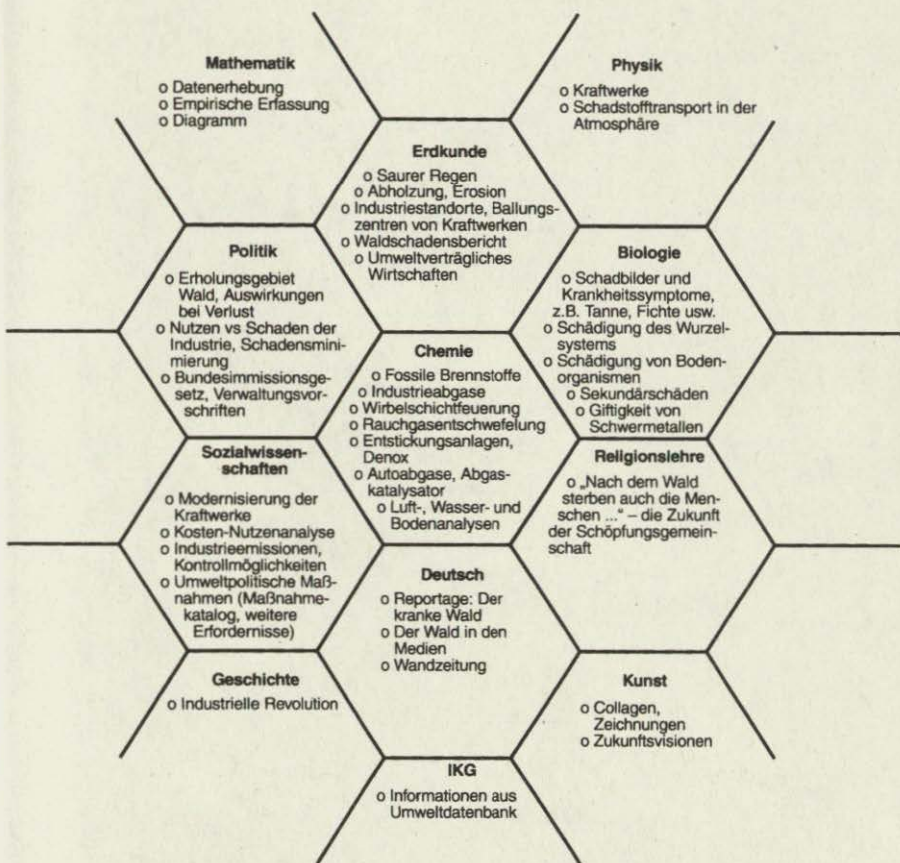 Mathematik
o Datenerhebung
o Empirische Erfassung
o Diagramm
Physik
o Kraftwerke
o Schadstofftransport in der
Atmosphäre
Erdkunde
o Saurer Regen
o Abholzung, Erosion
o Industriestandorte, Ballungs-
zentren von Kraftwerken
o Waldschadensbericht
o Umweltverträgliches
Wirtschaften
Politik
o Erholungsgebiet
Wald, Auswirkungen
bei Verlust
o Nutzen vs Schaden der
Industrie, Schadensmini-
mierung
o Bundesimmissionsge-
setz, Verwaltungsvor-
schriften
Biologie
o Schadbilder und
Krankheitssymptome,
z.B. Tanne, Fichte usw.
o Schädigung des Wurzel-
systems
o Schädigung von Boden-
organismen
o Sekundärschäden
o Giftigkeit von
Schwermetallen
Chemie
o Fossile Brennstoffe
o Industrieabgase
o Wirbelschichtfeuerung
o Rauchgasentschwefelung
o Entstickungsanlagen,
Denox
o Autoabgase, Abgas-
katalysator
o Luft-, Wasser- und
Bodenanalysen
Sozialwissen-
schaften
o Modernisierung der
Kraftwerke
o Kosten-Nutzenanalyse
o Industrieemissionen,
Kontrollmöglichkeiten
o Umweltpolitische Maß-
nahmen (Maßnahme-
katalog, weitere
Erfordernisse)
Religionslehre
o „Nach dem Wald
sterben auch die Men-
schen ...“ – die Zukunft
der Schöpfungsgemein-
schaft
Deutsch
o Reportage: Der
kranke Wald
o Der Wald in den
Medien
o Wandzeitung
Geschichte
o Industrielle Revolution
Kunst
o Collagen,
Zeichnungen
o Zukunftsvisionen
IKG
o Informationen aus
Umweltdatenbank